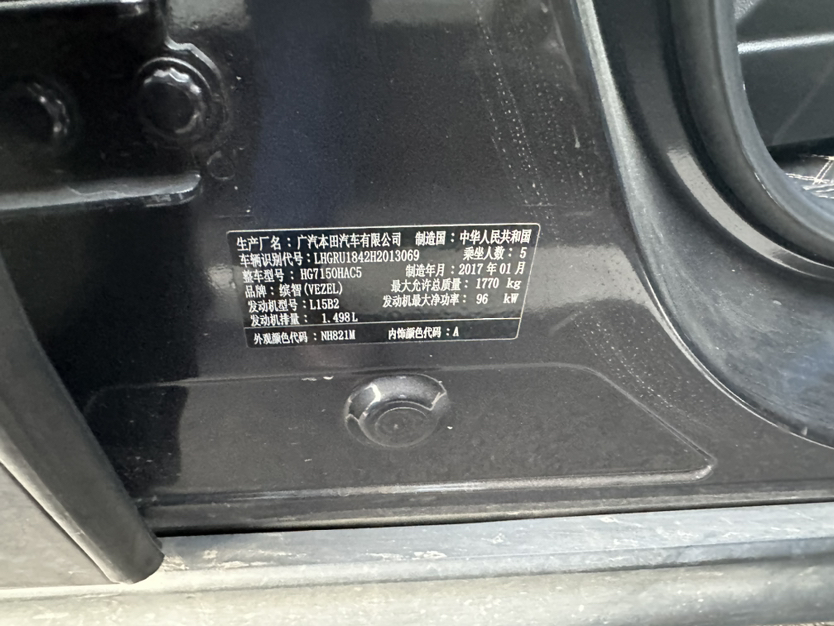 生产厂名：广汽本田汽车有限公司 制造国：中华人民共和国
车辆识别代号：LHGRU1842H2013069 乘坐人数：5
整车型号：HG7150HAC5 制造年月：2017年01月
品牌：缤智(VEZEL) 最大允许总质量：1770 kg
发动机型号：L15B2 发动机最大净功率：96 kW
发动机排量：1.498L
外观颜色代码：NH821M 内饰颜色代码：A